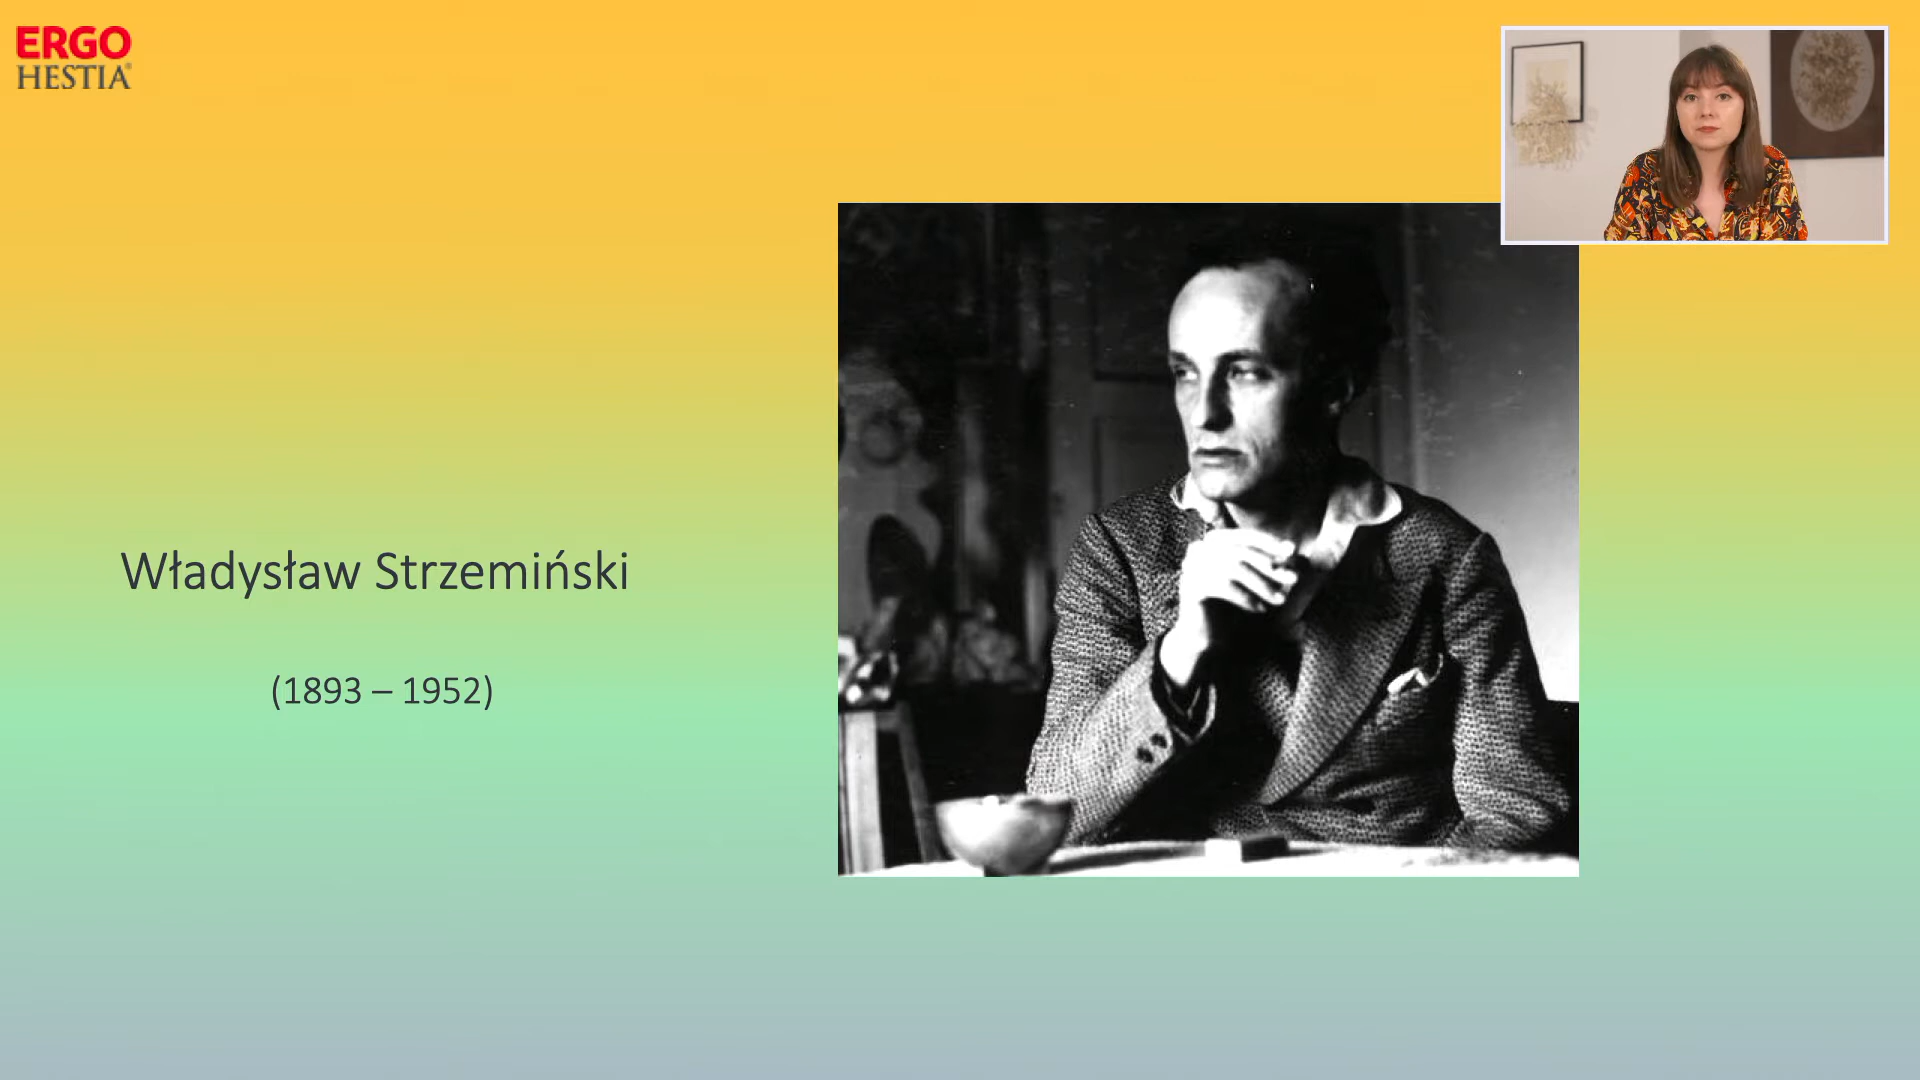 ERGO
HESTIA®
Władysław Strzemiński
(1893 – 1952)